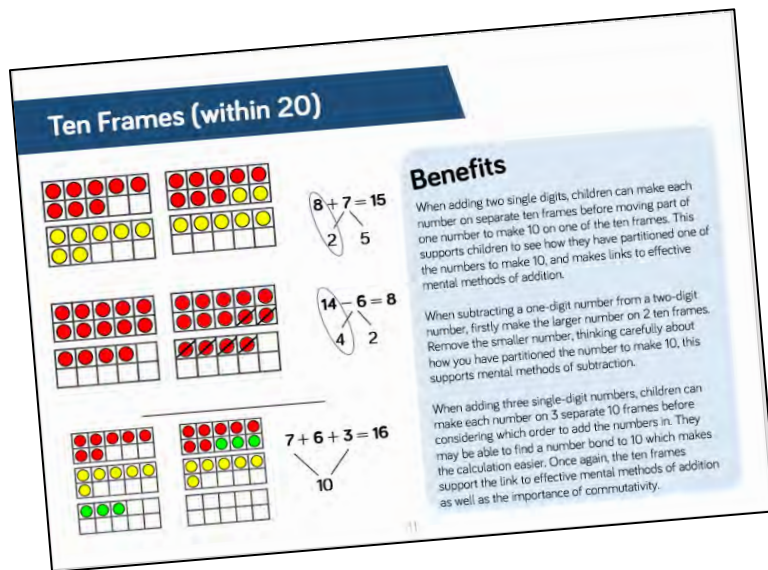 Ten Frames (within 20)
8 + 7 = 15
2 5
14 − 6 = 8
4 2
7 + 6 + 3 = 16
10
Benefits
When adding two single digits, children can make each
number on separate ten frames before moving part of
one number to make 10 on one of the ten frames. This
supports children to see how they have partitioned one of
the numbers to make 10, and makes links to effective
mental methods of addition.
When subtracting a one-digit number from a two-digit
number, firstly make the larger number on 2 ten frames.
Remove the smaller number, thinking carefully about
how you have partitioned the number to make 10, this
supports mental methods of subtraction.
When adding three single-digit numbers, children can
make each number on 3 separate 10 frames before
considering which order to add the numbers in. They
may be able to find a number bond to 10 which makes
the calculation easier. Once again, the ten frames
support the link to effective mental methods of addition
as well as the importance of commutativity.
11